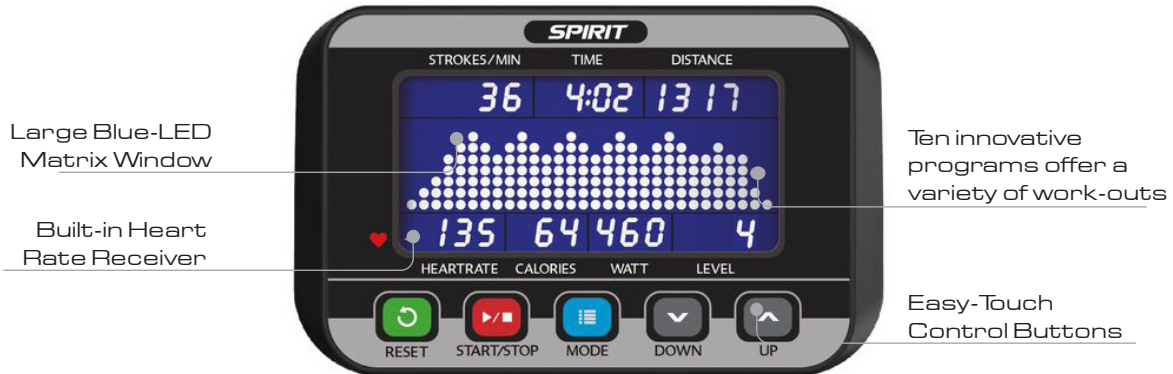 SPIRIT
STROKES/MIN TIME DISTANCE
36 4:02 1317
Large Blue-LED
Matrix Window
Ten innovative
programs offer a
variety of work-outs
Built-in Heart
Rate Receiver
135 64 460 4
HEARTRATE CALORIES WATT LEVEL
RESET START/STOP MODE DOWN UP
Easy-Touch
Control Buttons